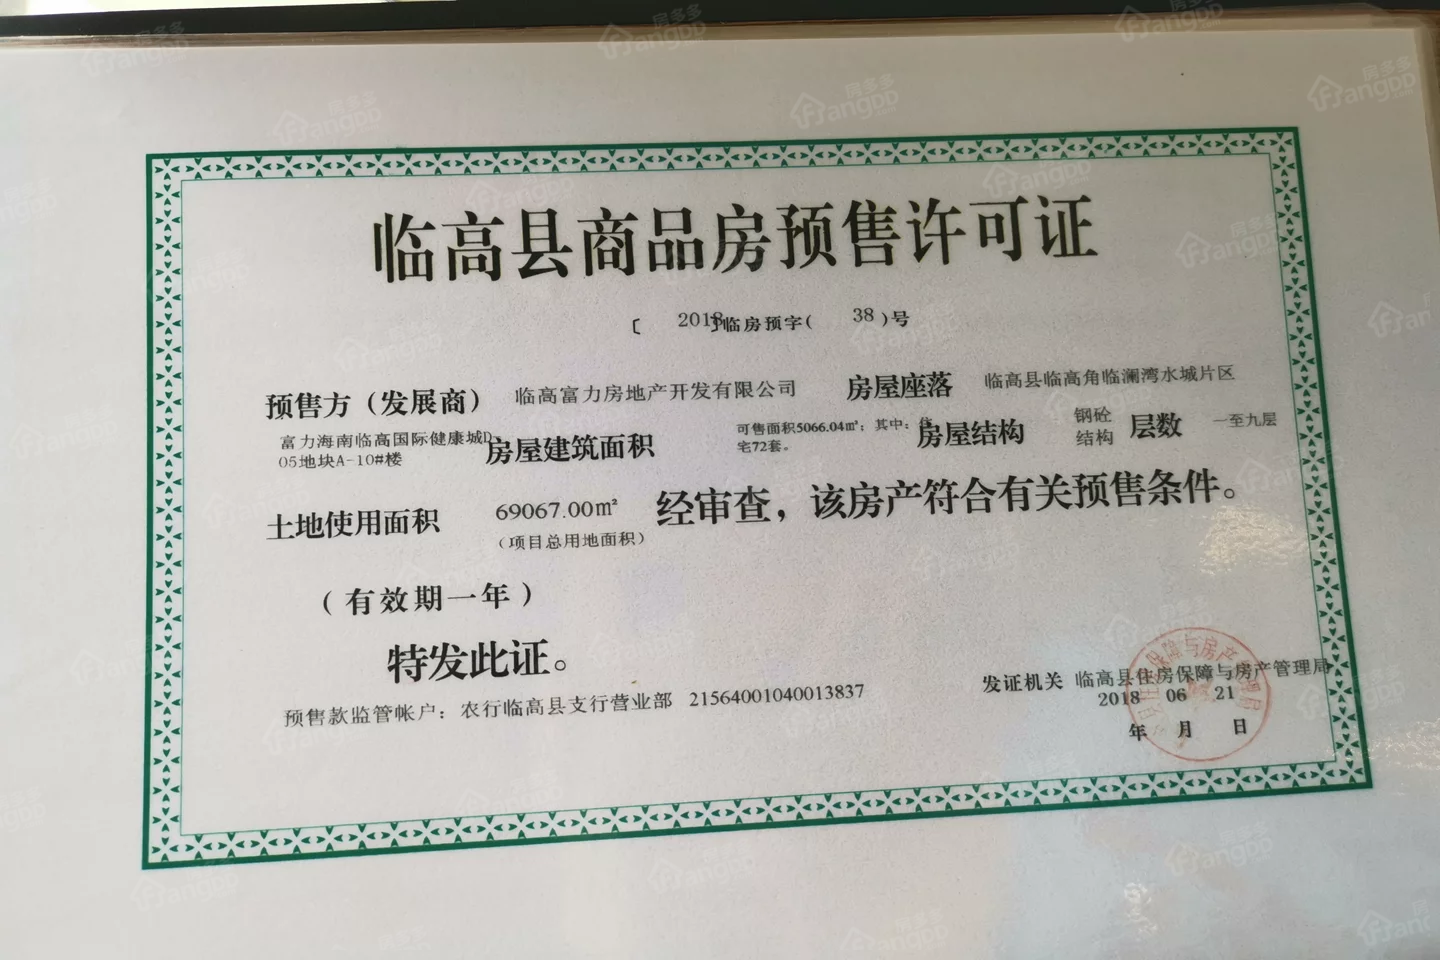 临高县商品房预售许可证
〔2018〕临房预字(38)号
预售方（发展商） 临高富力房地产开发有限公司 房屋座落 临高县临高角临澜湾水城片区
富力海南临高国际健康城D05地块A-10#楼 房屋建筑面积 可售面积5066.04㎡；其中：住宅72套。 房屋结构 钢砼结构 层数 一至九层
土地使用面积 69067.00㎡ 经审查，该房产符合有关预售条件。
（项目总用地面积）
（有效期一年）
特发此证。
预售款监管帐户：农行临高县支行营业部 21564001040013837
发证机关 临高县住房保障与房产管理局
2018 06 21
年 月 日
房多多
Fangdd